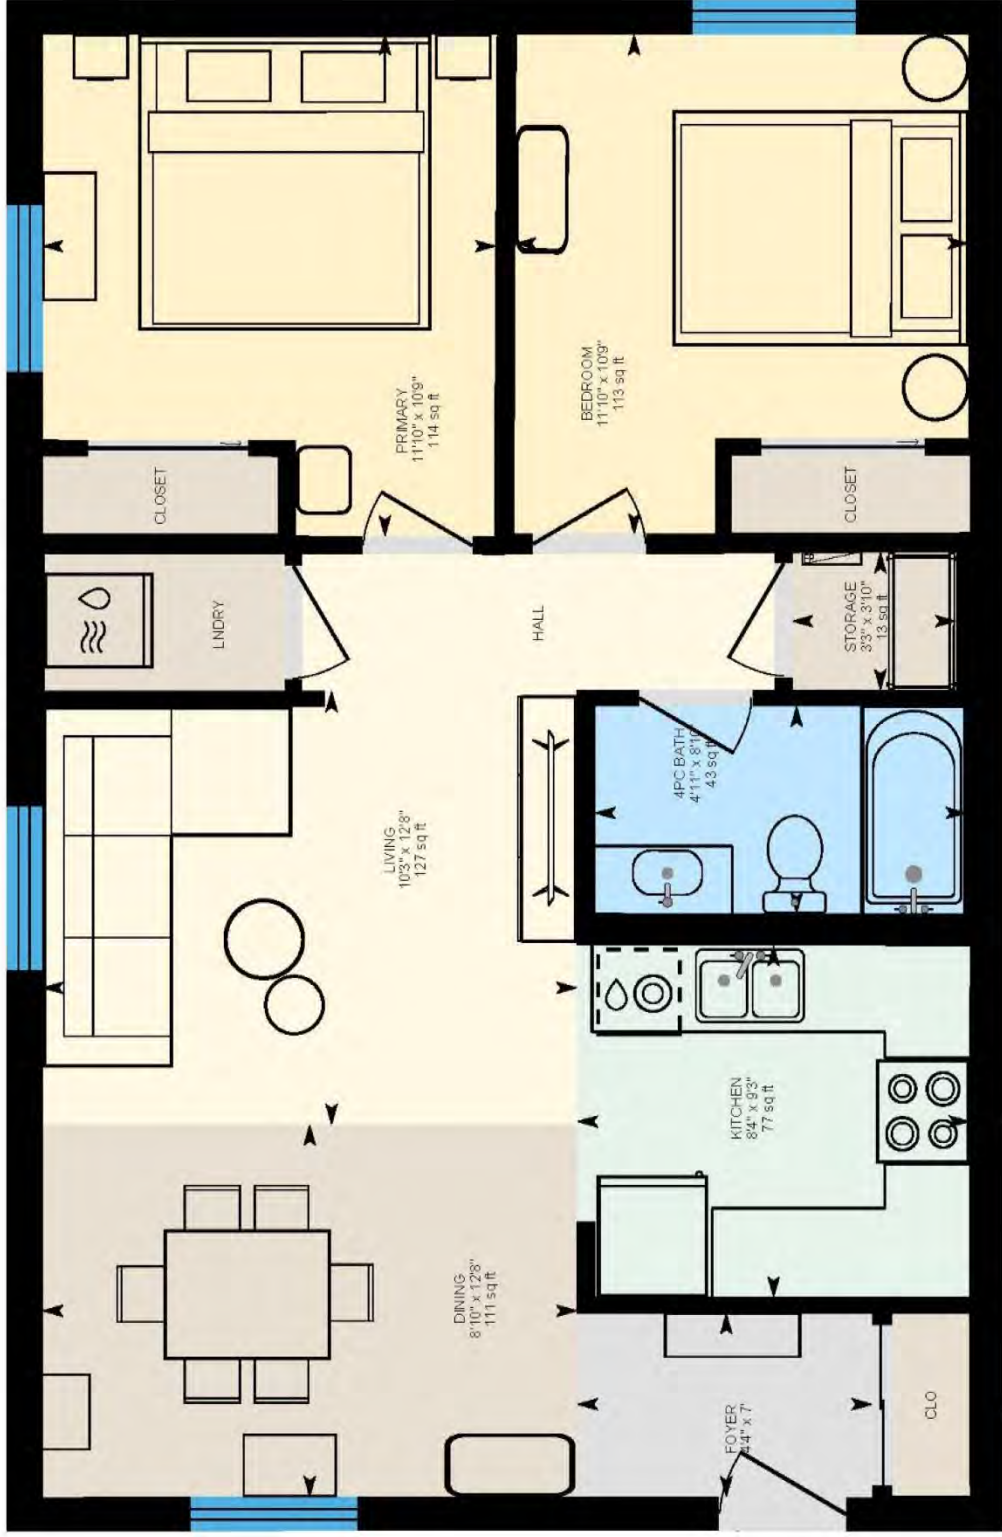 PRIMARY
11'10" x 10'9"
114 sq ft
BEDROOM
11'10" x 10'9"
113 sq ft
CLOSET
CLOSET
LNDRY
HALL
STORAGE
3'3" x 3'10"
13 sq ft
4PC BATH
4'11" x 8'10"
43 sq ft
LIVING
10'3" x 12'8"
127 sq ft
KITCHEN
8'4" x 9'3"
77 sq ft
DINING
8'10" x 12'8"
111 sq ft
FOYER
4'4" x 7'
CLO